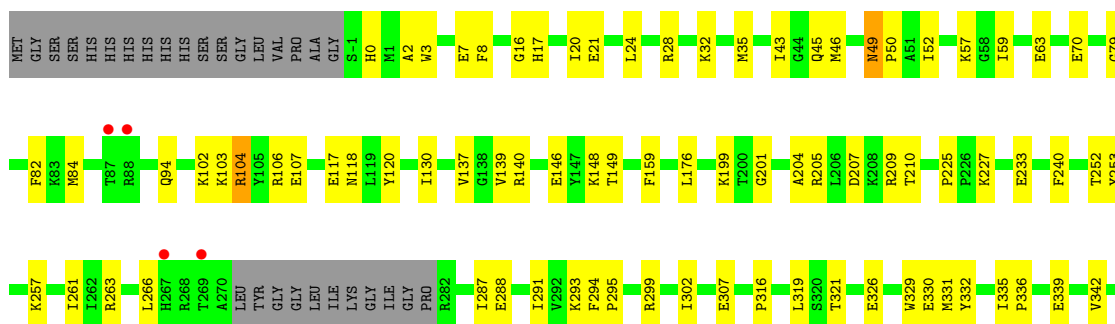 MET GLY SER SER HIS HIS HIS HIS HIS HIS SER SER GLY LEU VAL PRO ALA GLY S-1 H0 M1 A2 W3 E7 F8 G16 H17 I20 E21 L24 R28 K32 M35 I43 G44 Q45 M46 N49 P50 A51 I52 K57 G58 I59 E63 E70
F82 K83 M84 T87 R88 Q94 K102 K103 R104 Y105 R106 E107 E117 N118 L119 Y120 I130 V137 G138 V139 R140 E146 Y147 K148 T149 F159 L176 K199 T200 G201 A204 R205 L206 D207 K208 R209 T210 P225 P226 K227 E233 F240 T252
K257 I261 I262 R263 L266 H267 R268 T269 A270 LEU TYR GLY GLY LEU ILE LYS GLY ILE GLY PRO R282 I287 E288 I291 V292 K293 F294 P295 R299 I302 E307 P316 L319 S320 T321 E326 W329 E330 M331 Y332 I335 P336 E339 V342